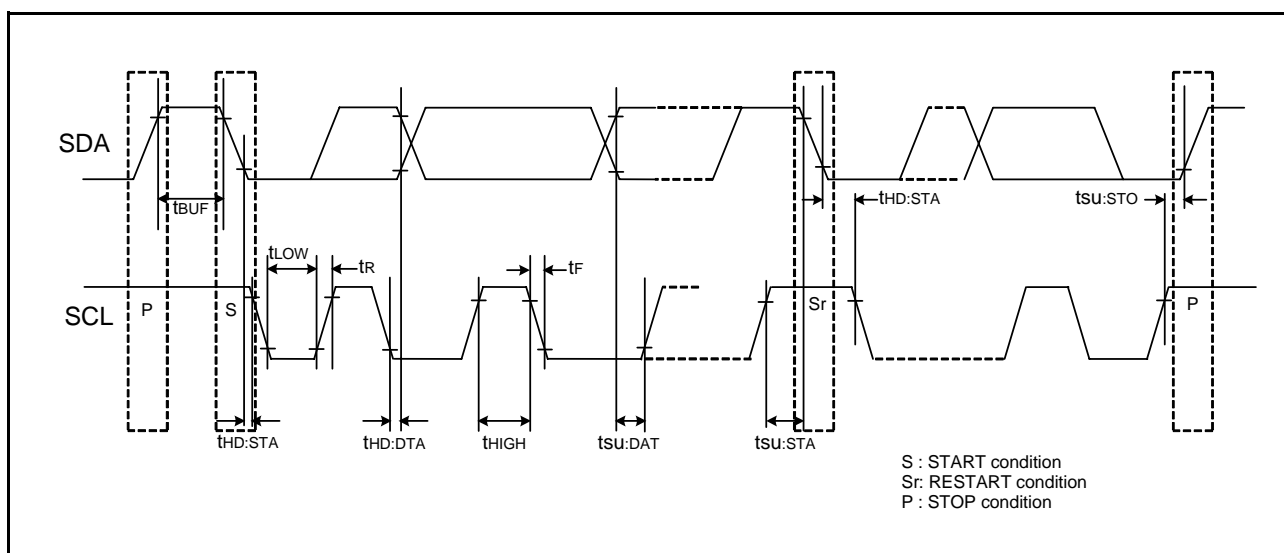 SDA
tBUF
tHD:STA
tsu:STO
tLOW
tR
tF
SCL
P
S
Sr
P
tHD:STA
tHD:DTA
tHIGH
tsu:DAT
tsu:STA
S : START condition
Sr: RESTART condition
P : STOP condition